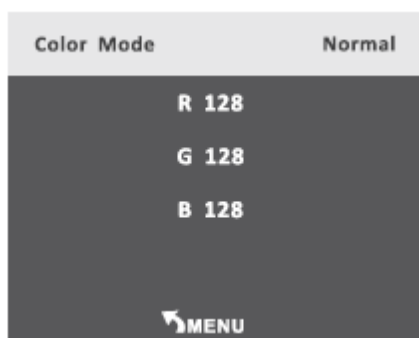 Color Mode Normal
R 128
G 128
B 128
MENU